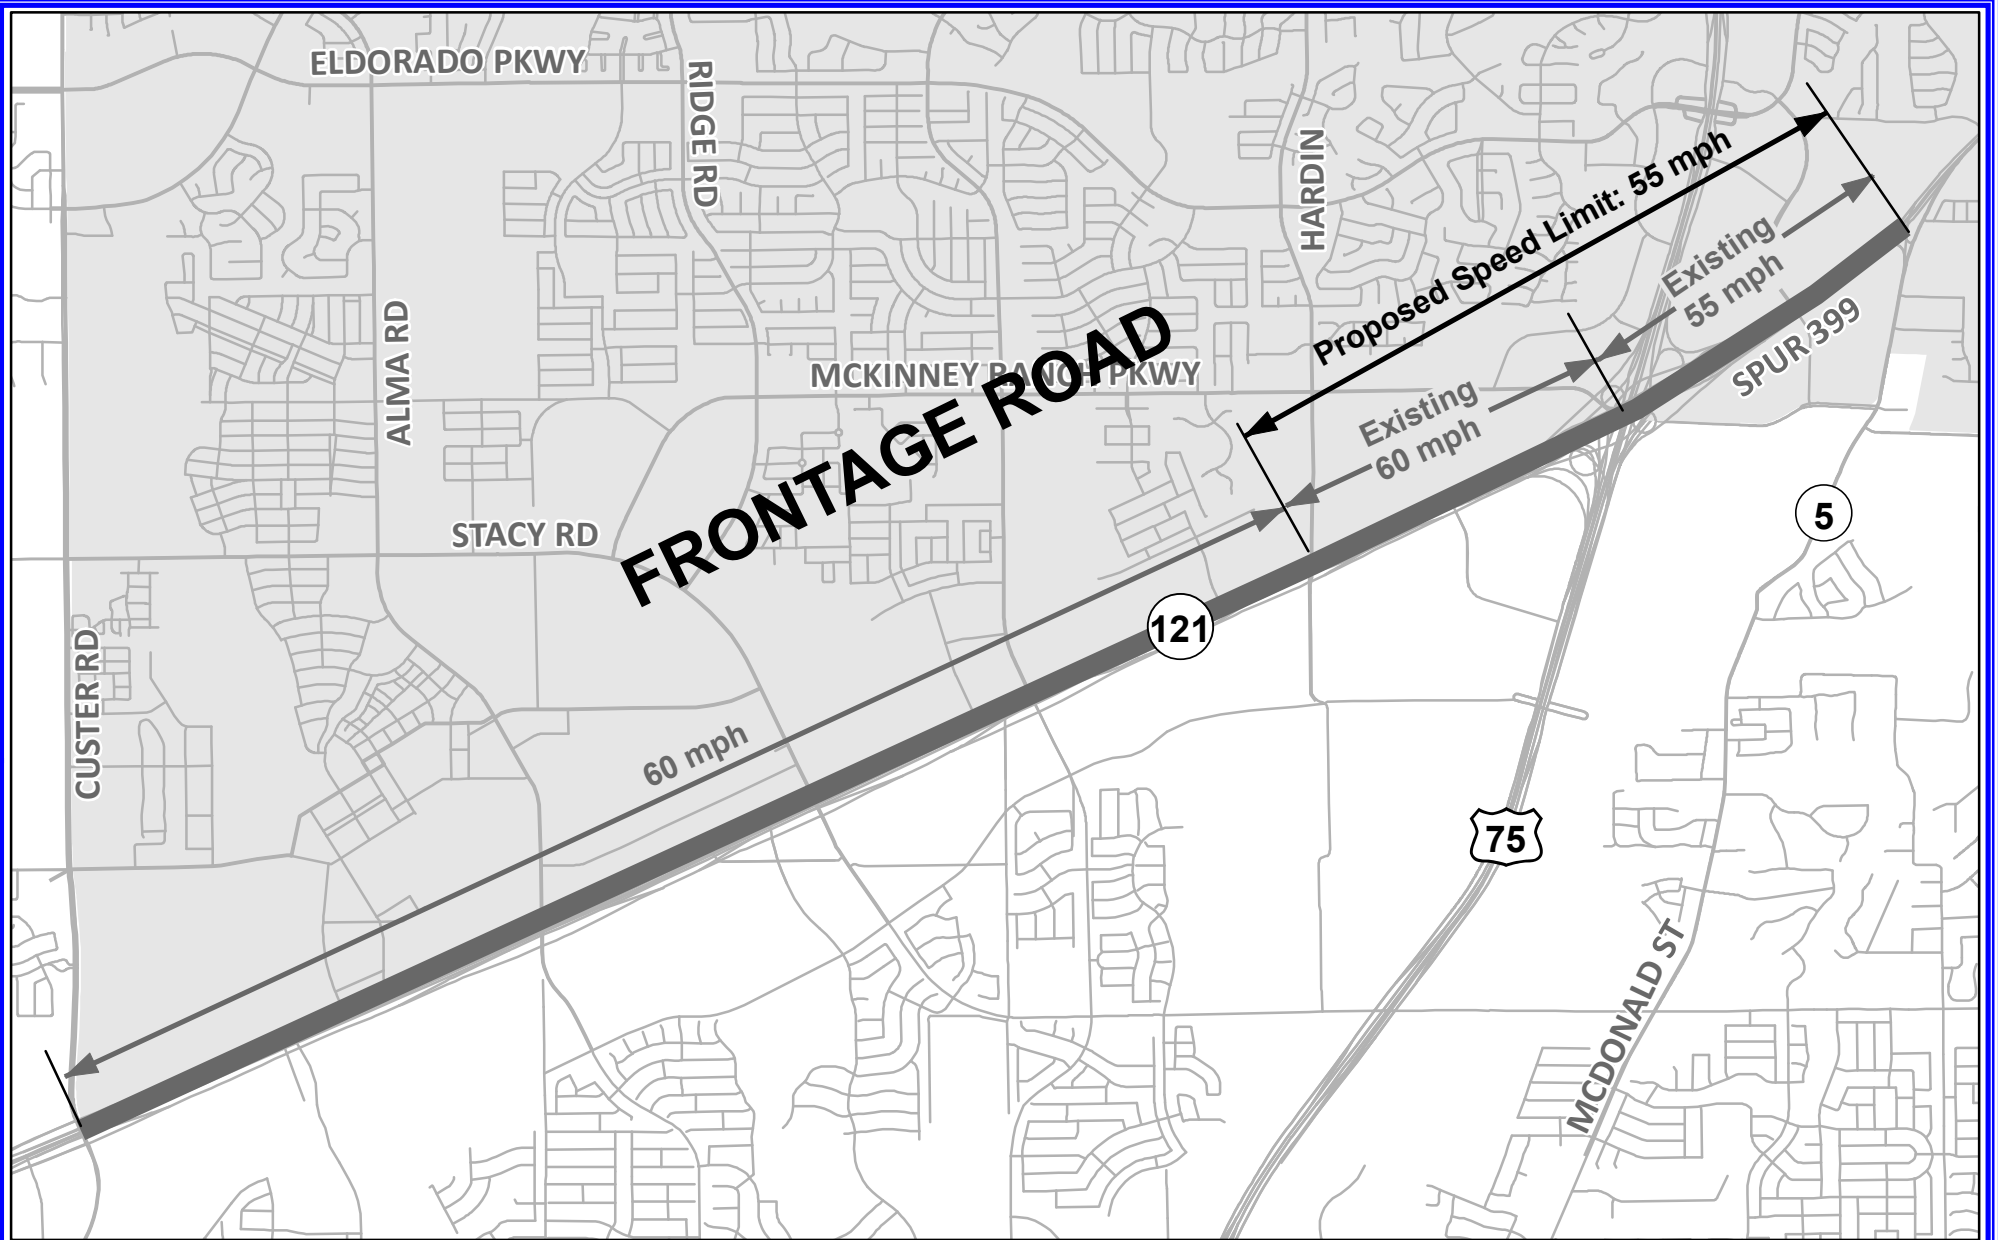 ELDORADO PKWY
RIDGE RD
HARDIN
Proposed Speed Limit: 55 mph
Existing
55 mph
ALMA RD
SPUR 399
MCKINNEY RANCH PKWY
FRONTAGE ROAD
Existing
60 mph
STACY RD
5
121
CUSTER RD
60 mph
75
MCDONALD ST